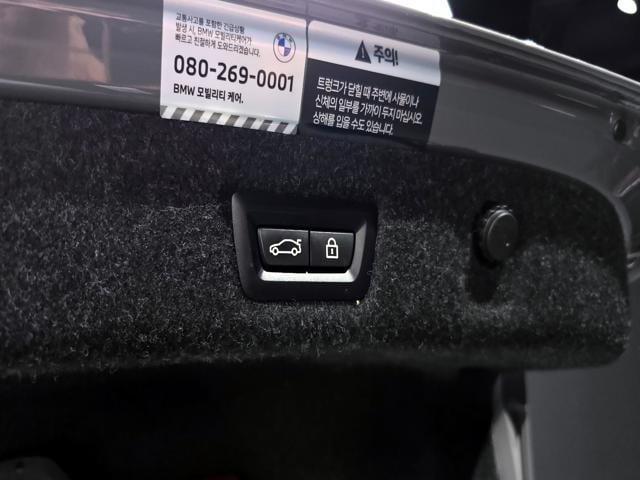 교통사고를 포함한 긴급상황
발생 시, BMW 모빌리티케어가
빠르고 친절하게 도와드리겠습니다.
080-269-0001
BMW 모빌리티 케어.
주의!
트렁크가 닫힐 때 주변에 사물이나
신체의 일부를 가까이 두지 마십시오.
상해를 입을 수도 있습니다.